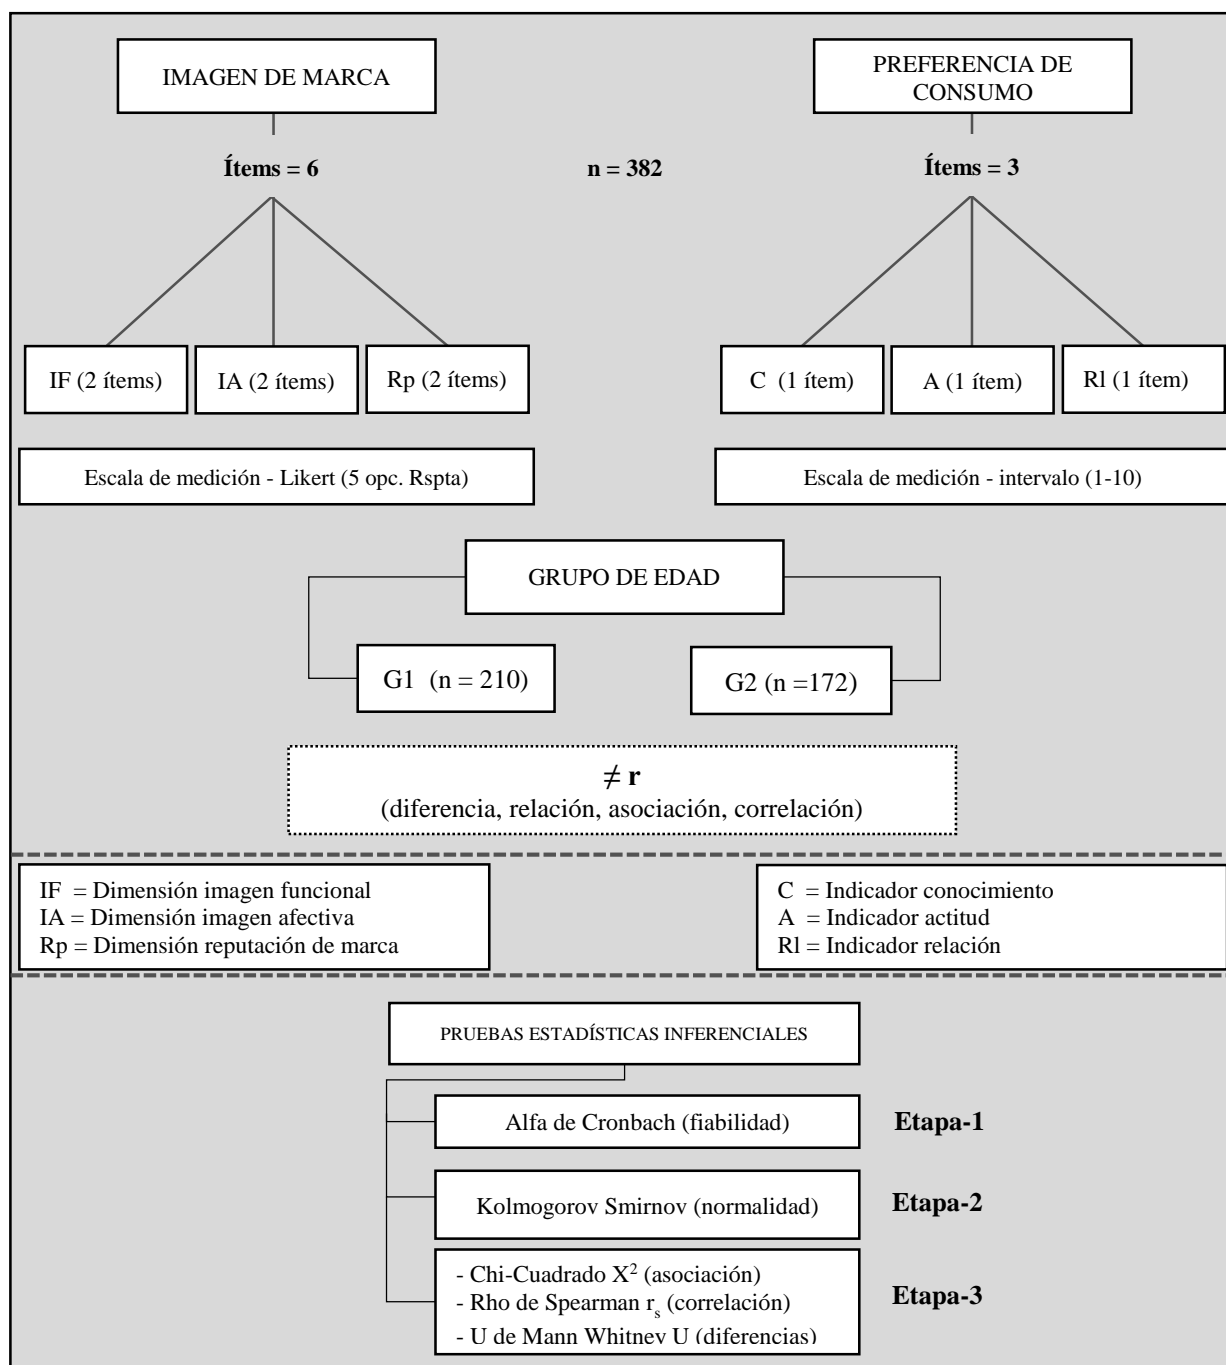 IMAGEN DE MARCA
PREFERENCIA DE
CONSUMO
Ítems = 6
n = 382
Ítems = 3
IF (2 ítems)
IA (2 ítems)
Rp (2 ítems)
C (1 ítem)
A (1 ítem)
Rl (1 ítem)
Escala de medición - Likert (5 opc. Rspta)
Escala de medición - intervalo (1-10)
GRUPO DE EDAD
G1 (n = 210)
G2 (n =172)
≠ r
(diferencia, relación, asociación, correlación)
IF = Dimensión imagen funcional
IA = Dimensión imagen afectiva
Rp = Dimensión reputación de marca
C = Indicador conocimiento
A = Indicador actitud
Rl = Indicador relación
PRUEBAS ESTADÍSTICAS INFERENCIALES
Alfa de Cronbach (fiabilidad)
Etapa-1
Kolmogorov Smirnov (normalidad)
Etapa-2
- Chi-Cuadrado X² (asociación)
- Rho de Spearman rₛ (correlación)
- U de Mann Whitney U (diferencias)
Etapa-3